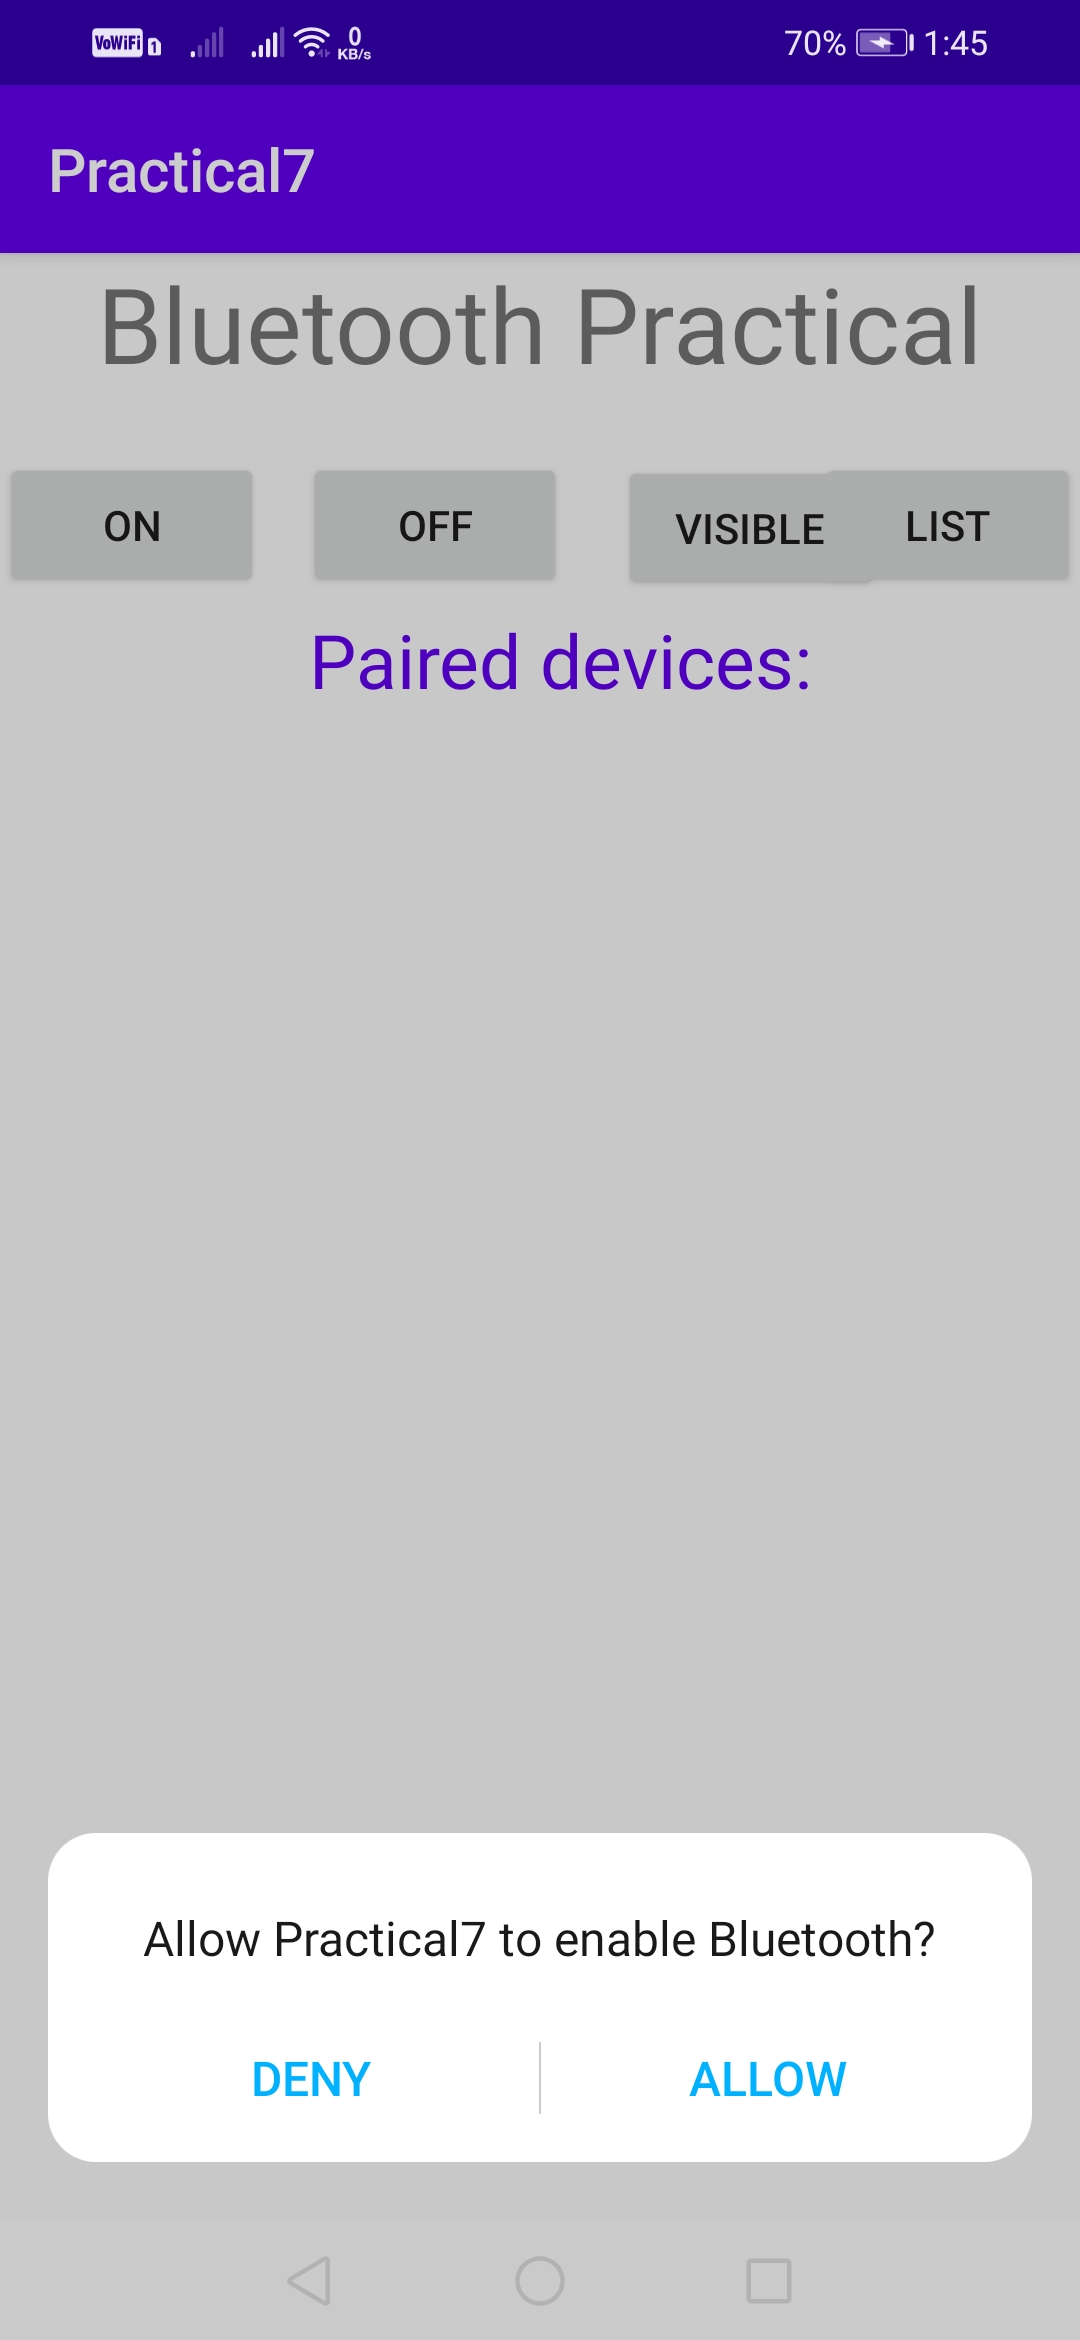 VoWiFi 1 0 KB/s 70% 1:45
Practical7
Bluetooth Practical
ON OFF VISIBLE LIST
Paired devices:
Allow Practical7 to enable Bluetooth?
DENY ALLOW